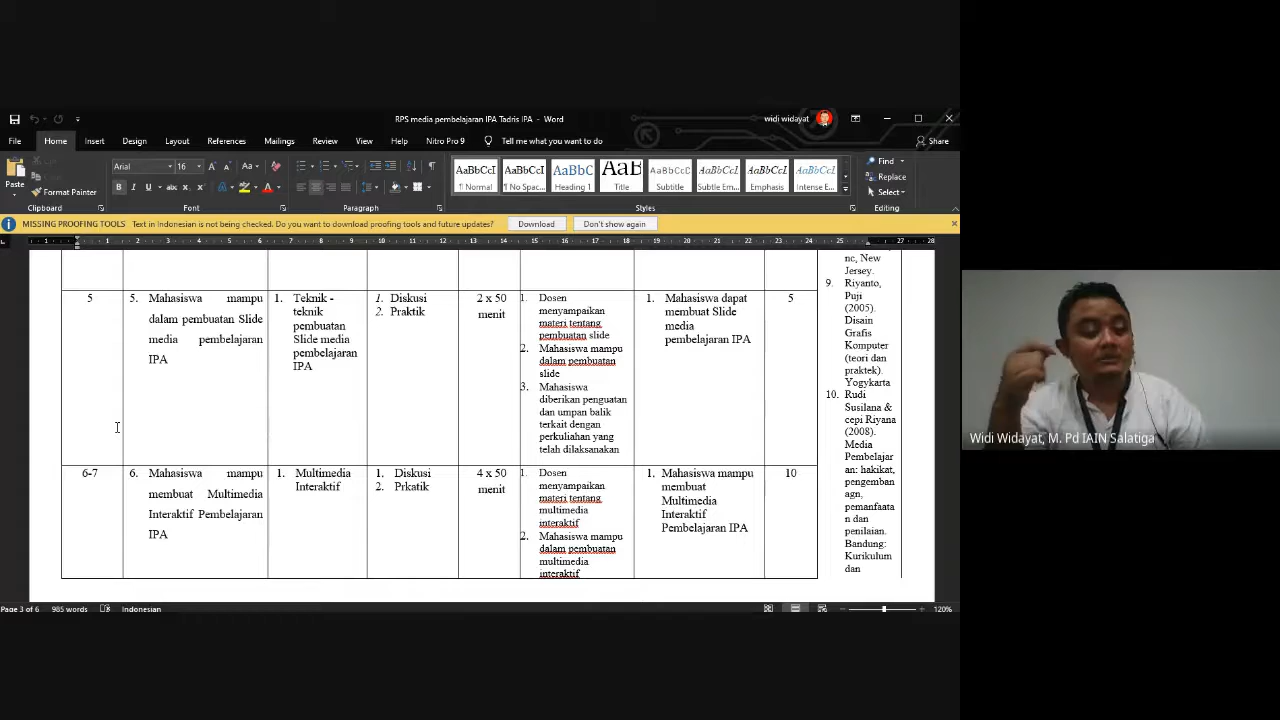 RPS media pembelajaran IPA Tadris IPA - Word
widi widayat
File Home Insert Design Layout References Mailings Review View Help Nitro Pro 9 Tell me what you want to do Share
Paste
Cut
Copy
Format Painter
Clipboard
Arial 16
Font
Paragraph
AaBbCcI AaBbCcI AaBbCc AaB AaBbCcD AaBbCcI AaBbCcI AaBbCcI
¶ Normal ¶ No Spac... Heading 1 Title Subtitle Subtle Em... Emphasis Intense E...
Styles
Find
Replace
Select
Editing
MISSING PROOFING TOOLS Text in Indonesian is not being checked. Do you want to download proofing tools and future updates? Download Don't show again
5
5. Mahasiswa mampu
dalam pembuatan Slide
media pembelajaran
IPA
1. Teknik -
teknik
pembuatan
Slide media
pembelajaran
IPA
1. Diskusi
2. Praktik
2 x 50
menit
1. Dosen
menyampaikan
materi tentang
pembuatan slide
2. Mahasiswa mampu
dalam pembuatan
slide
3. Mahasiswa
diberikan penguatan
dan umpan balik
terkait dengan
perkuliahan yang
telah dilaksanakan
1. Mahasiswa dapat
membuat Slide
media
pembelajaran IPA
5
6-7
6. Mahasiswa mampu
membuat Multimedia
Interaktif Pembelajaran
IPA
1. Multimedia
Interaktif
1. Diskusi
2. Prkatik
4 x 50
menit
1. Dosen
menyampaikan
materi tentang
multimedia
interaktif
2. Mahasiswa mampu
dalam pembuatan
multimedia
interaktif
1. Mahasiswa mampu
membuat
Multimedia
Interaktif
Pembelajaran IPA
10
nc, New
Jersey.
9. Riyanto,
Puji
(2005).
Disain
Grafis
Komputer
(teori dan
praktek).
Yogykarta
10. Rudi
Susilana &
cepi Riyana
(2008).
Media
Pembelajar
an: hakikat,
pengemban
agn,
pemanfaata
n dan
penilaian.
Bandung:
Kurikulum
dan
Page 3 of 6 985 words Indonesian 120%
Widi Widayat, M. Pd IAIN Salatiga